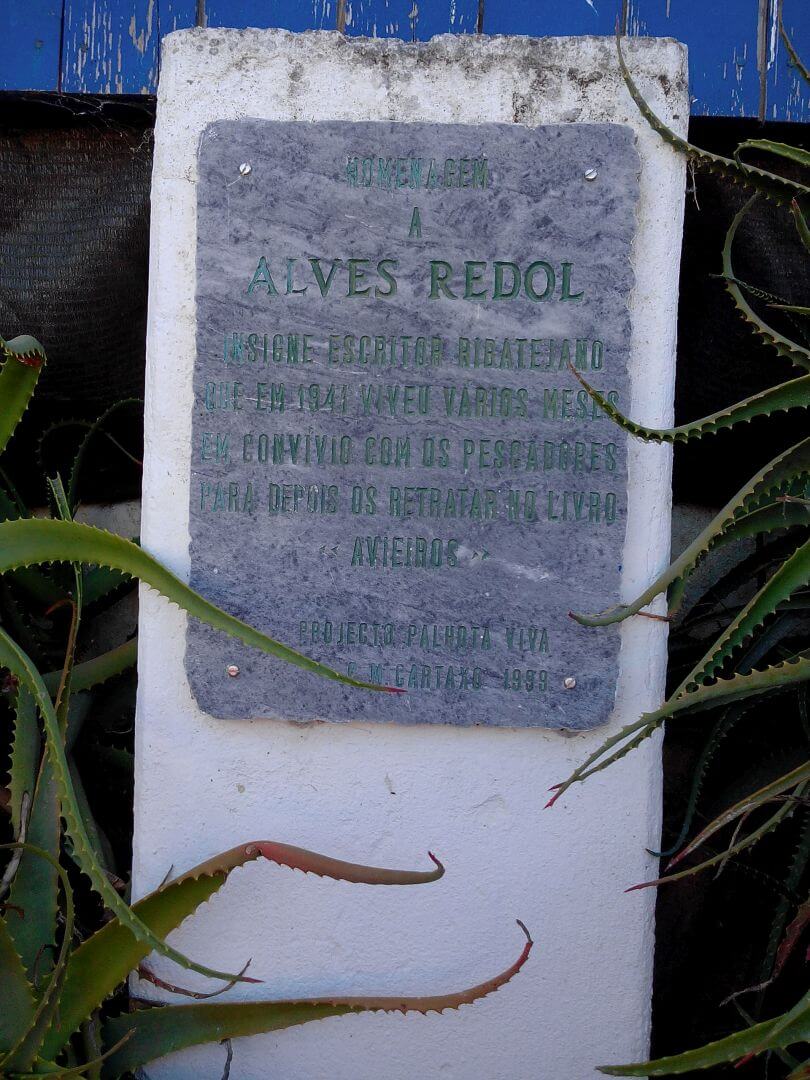 HOMENAGEM
A
ALVES REDOL
INSIGNE ESCRITOR RIBATEJANO
QUE EM 1941 VIVEU VÁRIOS MESES
EM CONVÍVIO COM OS PESCADORES
PARA DEPOIS OS RETRATAR NO LIVRO
<< AVIEIROS >>
PROJECTO PALHOTA VIVA
C. M. CARTAXO 1999